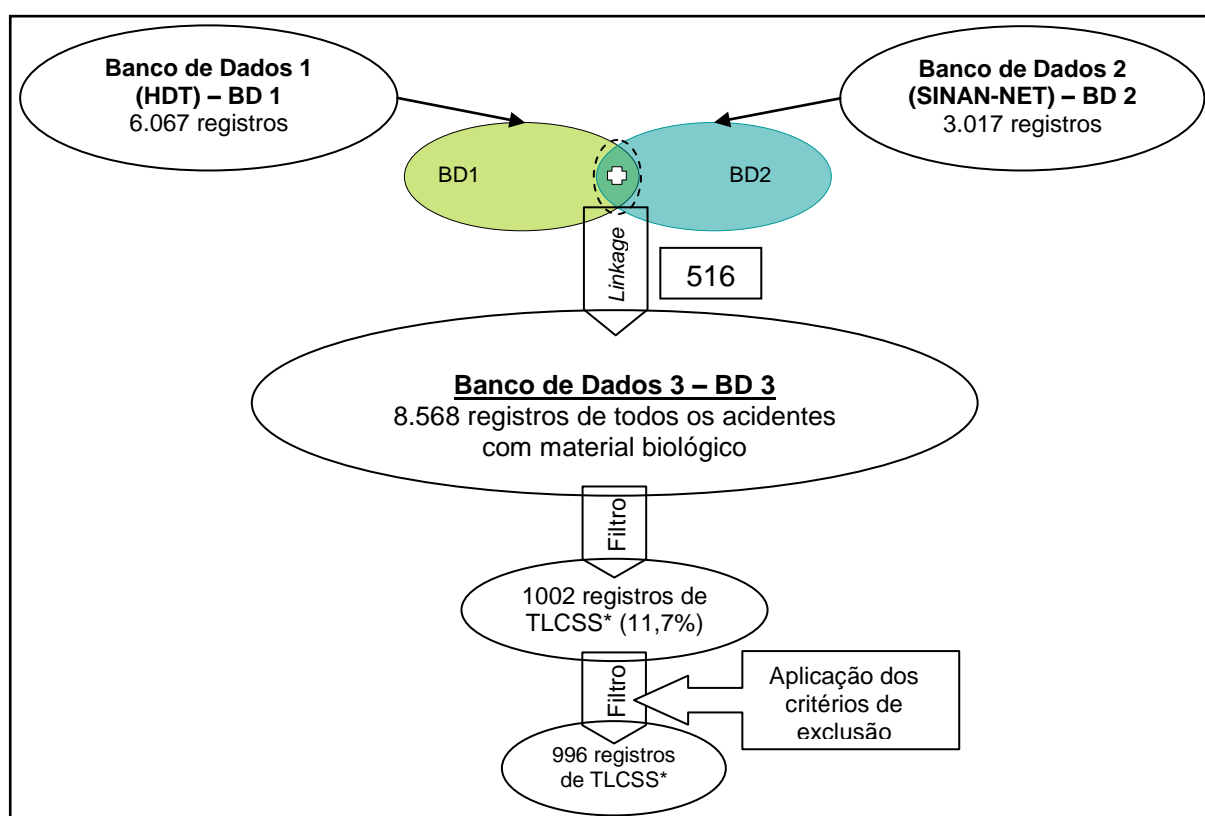 Banco de Dados 1
(HDT) – BD 1
6.067 registros
Banco de Dados 2
(SINAN-NET) – BD 2
3.017 registros
BD1
BD2
Linkage
516
Banco de Dados 3 – BD 3
8.568 registros de todos os acidentes
com material biológico
Filtro
1002 registros de
TLCSS* (11,7%)
Filtro
Aplicação dos
critérios de
exclusão
996 registros
de TLCSS*